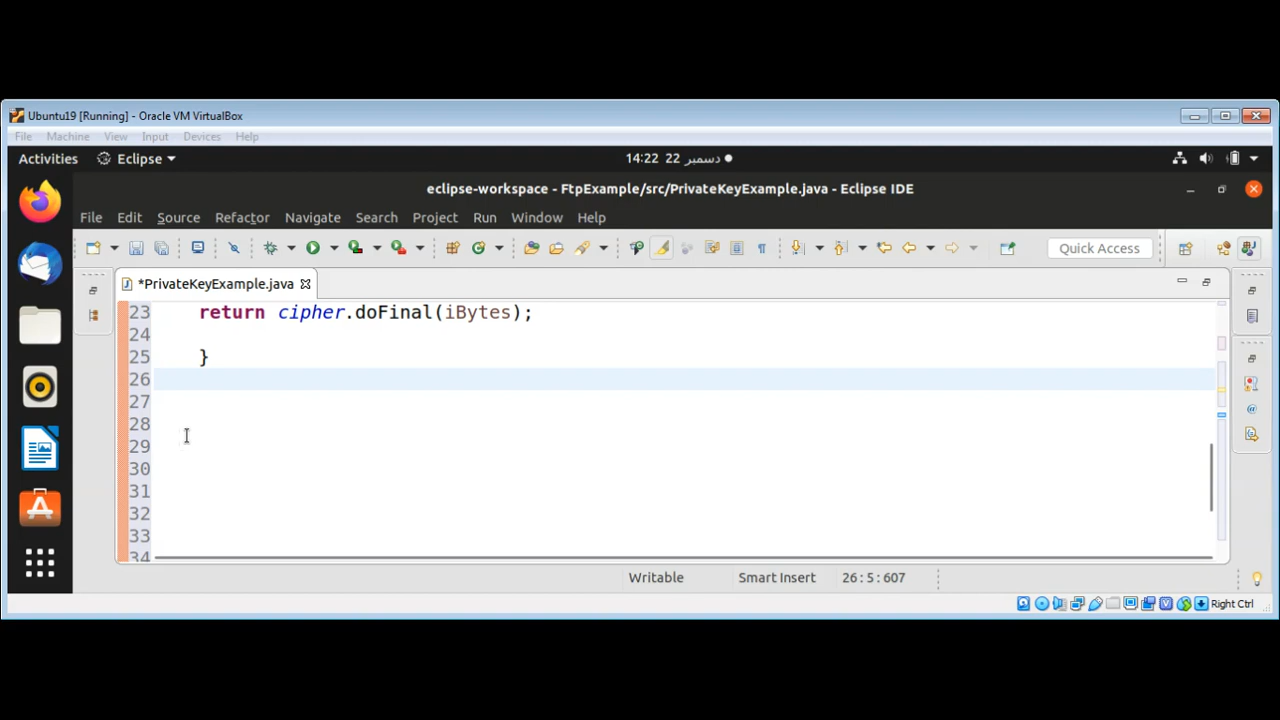 Ubuntu19 [Running] - Oracle VM VirtualBox
File Machine View Input Devices Help
Activities Eclipse 14:22 22 دسمبر
eclipse-workspace - FtpExample/src/PrivateKeyExample.java - Eclipse IDE
File Edit Source Refactor Navigate Search Project Run Window Help
Quick Access
*PrivateKeyExample.java
23 return cipher.doFinal(iBytes);
24
25 }
26
27
28
29
30
31
32
33
34
Writable Smart Insert 26 : 5 : 607
Right Ctrl